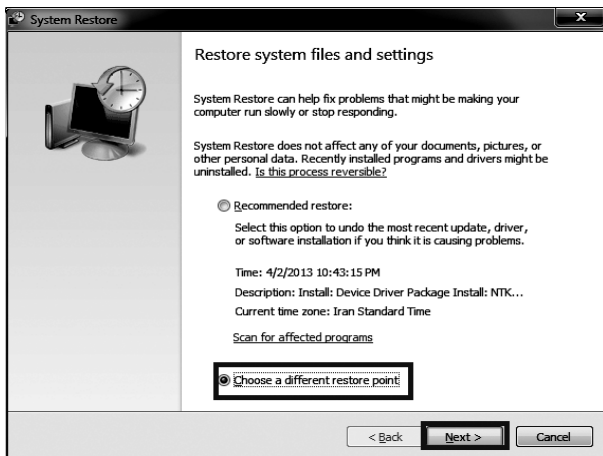 System Restore
Restore system files and settings
System Restore can help fix problems that might be making your
computer run slowly or stop responding.
System Restore does not affect any of your documents, pictures, or
other personal data. Recently installed programs and drivers might be
uninstalled. Is this process reversible?
Recommended restore:
Select this option to undo the most recent update, driver,
or software installation if you think it is causing problems.
Time: 4/2/2013 10:43:15 PM
Description: Install: Device Driver Package Install: NTK...
Current time zone: Iran Standard Time
Scan for affected programs
Choose a different restore point
< Back Next > Cancel